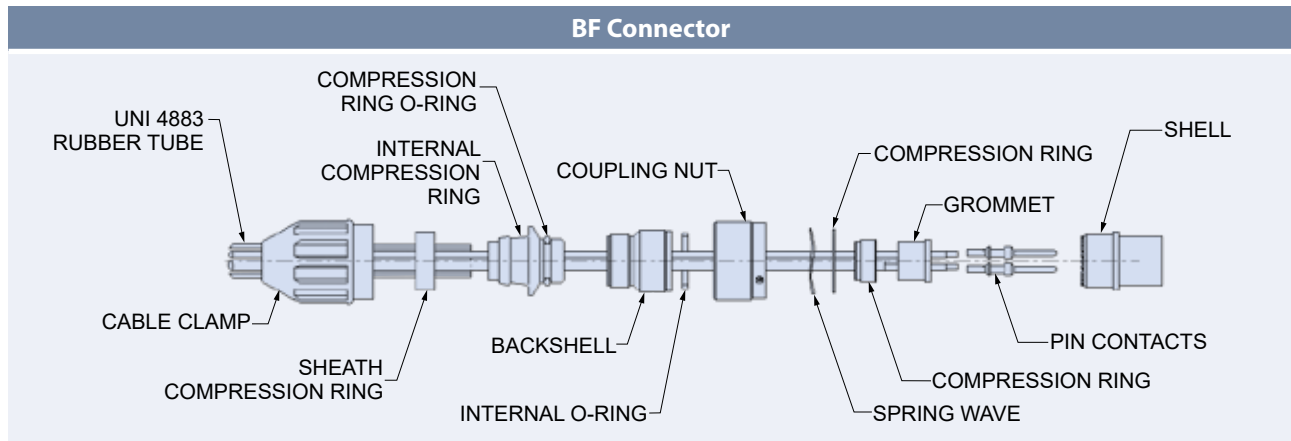 BF Connector
COMPRESSION
RING O-RING
UNI 4883
RUBBER TUBE
INTERNAL
COMPRESSION
RING
COUPLING NUT
COMPRESSION RING
SHELL
GROMMET
CABLE CLAMP
SHEATH
COMPRESSION RING
BACKSHELL
INTERNAL O-RING
SPRING WAVE
COMPRESSION RING
PIN CONTACTS